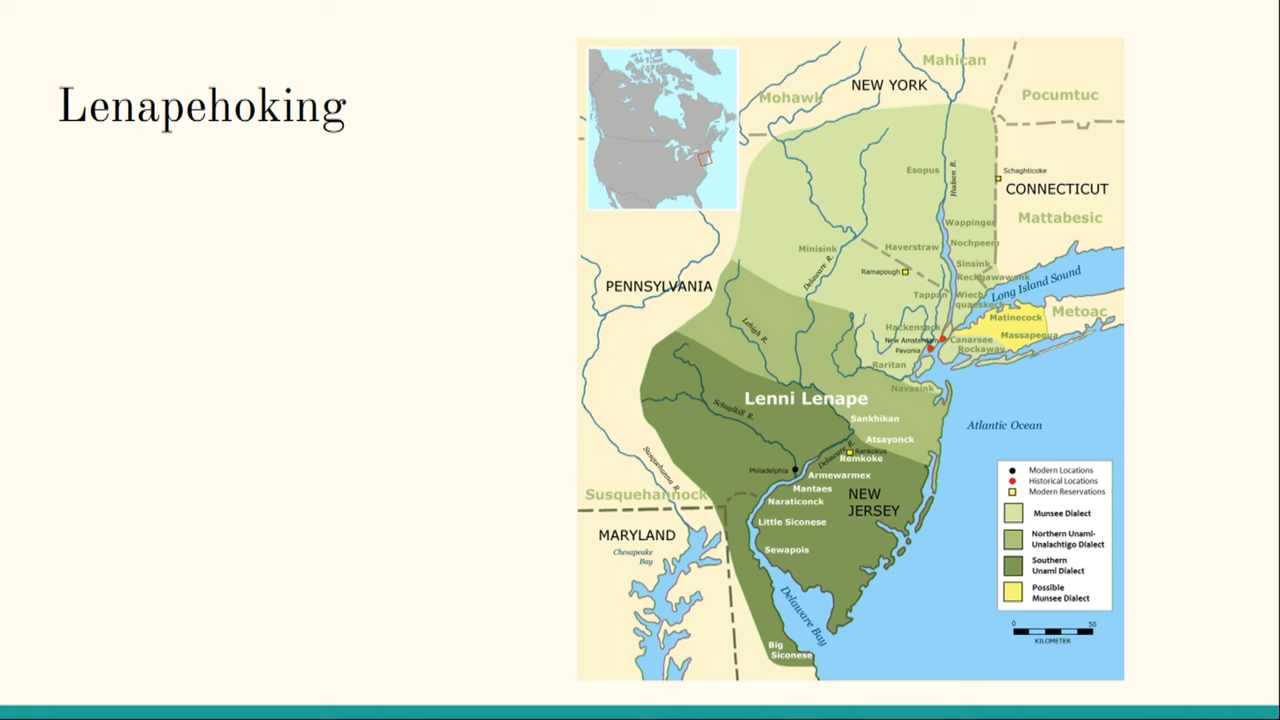 Lenapehoking
Mahican
NEW YORK
Mohawk
Pocumtuc
Esopus
Hudson R.
Schaghticoke
CONNECTICUT
Mattabesic
Wappinger
Nochpeem
Haverstraw
Minisink
Sinsink
Ramapough
Delaware R.
Rechgawawank
PENNSYLVANIA
Long Island Sound
Tappan
Wiech
quaeskeck
Metoac
Matinecock
Lehigh R.
Hackensack
Massapequa
New Amsterdam
Canarsee
Pavonia
Rockaway
Raritan
Navasink
Lenni Lenape
Schuylkill R.
Sankhikan
Atlantic Ocean
Atsayonck
Delaware R.
Rankokus
Remkoke
Susquehanna R.
Philadelphia
Armewarmex
Mantaes
Susquehannock
NEW
JERSEY
Naraticonck
Little Siconese
MARYLAND
Chesapeake
Bay
Sewapois
Delaware Bay
Big
Siconese
Modern Locations
Historical Locations
Modern Reservations
Munsee Dialect
Northern Unami-
Unalachtigo Dialect
Southern
Unami Dialect
Possible
Munsee Dialect
0 50
KILOMETER